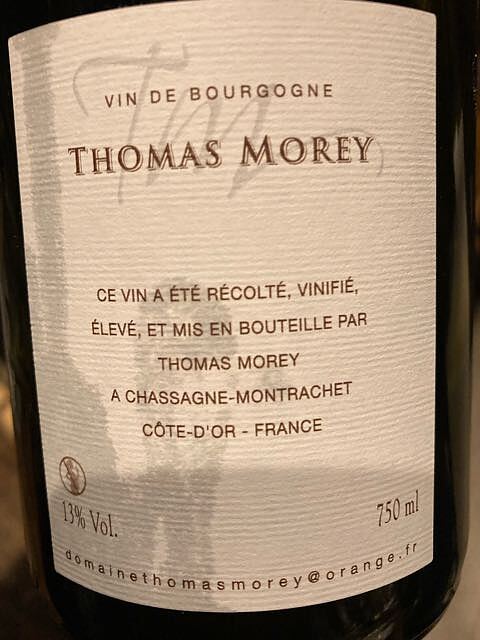 VIN DE BOURGOGNE
THOMAS MOREY
CE VIN A ÉTÉ RÉCOLTÉ, VINIFIÉ,
ÉLEVÉ, ET MIS EN BOUTEILLE PAR
THOMAS MOREY
A CHASSAGNE-MONTRACHET
CÔTE-D'OR - FRANCE
13% Vol.
750 ml
domainethomasmorey@orange.fr